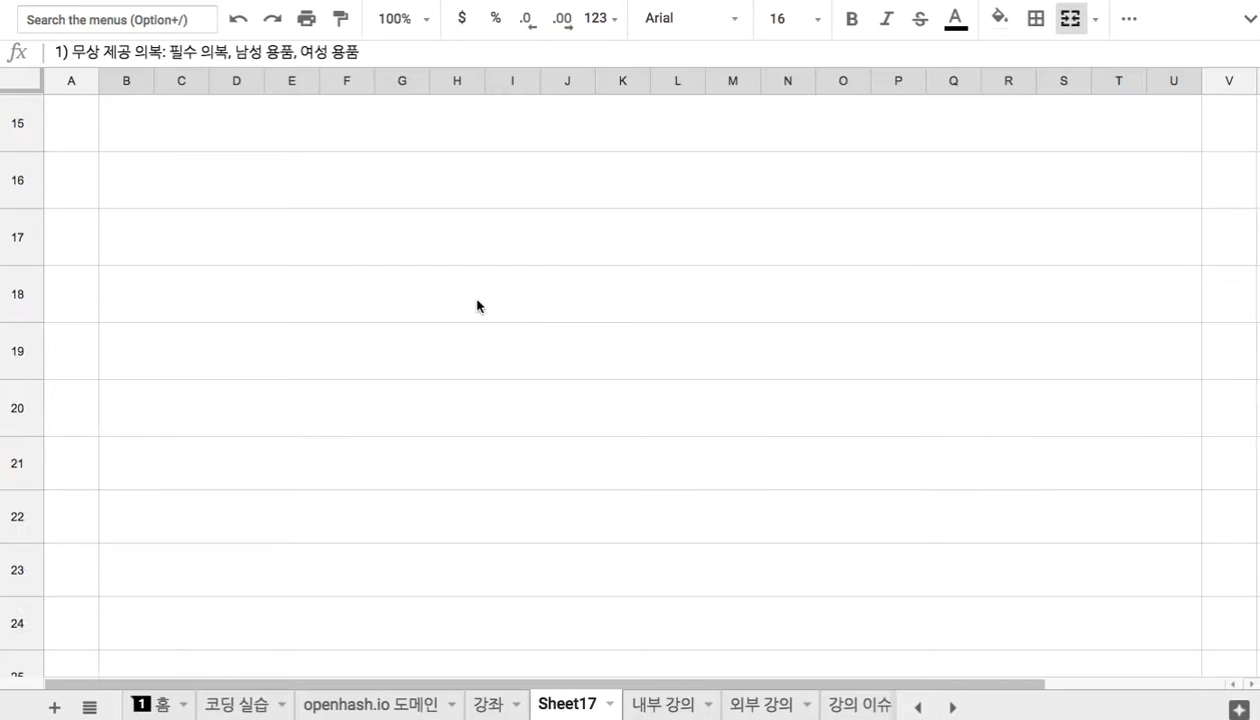 Search the menus (Option+/) 100% $ % .0 .00 123 Arial 16 B I S A
fx 1) 무상 제공 의복: 필수 의복, 남성 용품, 여성 용품
A B C D E F G H I J K L M N O P Q R S T U V
15
16
17
18
19
20
21
22
23
24
25
1 홈 코딩 실습 openhash.io 도메인 강좌 Sheet17 내부 강의 외부 강의 강의 이슈